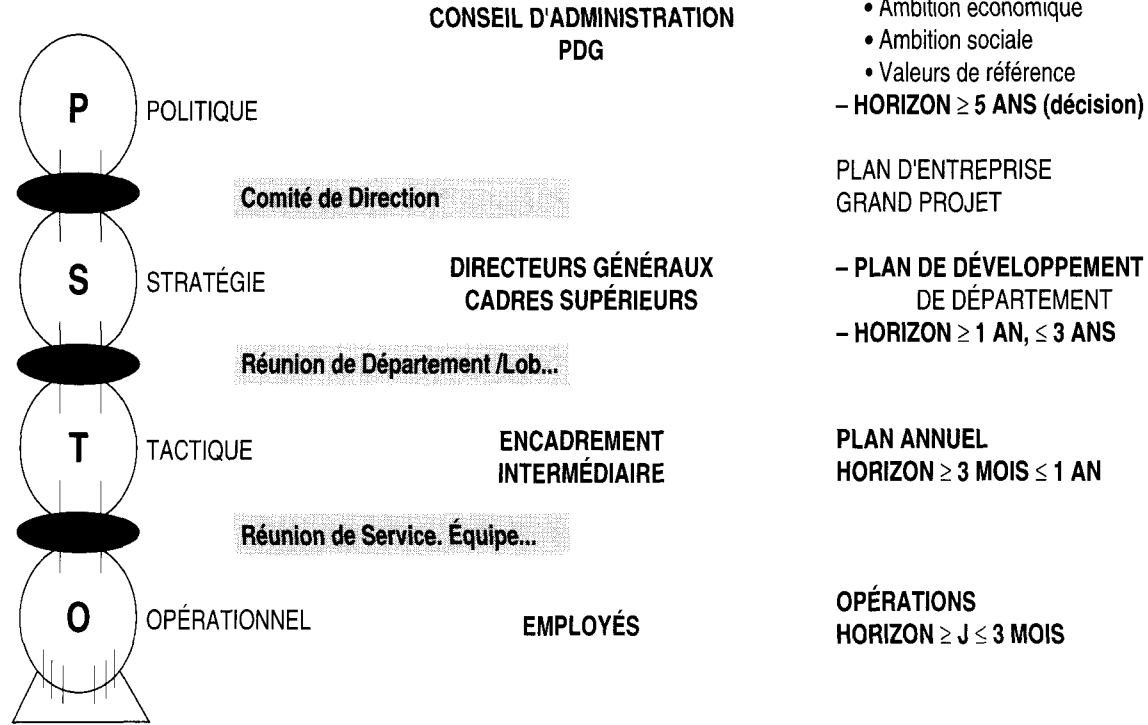 • Ambition économique
CONSEIL D'ADMINISTRATION
PDG
• Ambition sociale
• Valeurs de référence
P
POLITIQUE
– HORIZON ≥ 5 ANS (décision)
Comité de Direction
PLAN D'ENTREPRISE
GRAND PROJET
S
STRATÉGIE
DIRECTEURS GÉNÉRAUX
CADRES SUPÉRIEURS
– PLAN DE DÉVELOPPEMENT
DE DÉPARTEMENT
– HORIZON ≥ 1 AN, ≤ 3 ANS
Réunion de Département /Lob...
T
TACTIQUE
ENCADREMENT
INTERMÉDIAIRE
PLAN ANNUEL
HORIZON ≥ 3 MOIS ≤ 1 AN
Réunion de Service. Équipe...
O
OPÉRATIONNEL
EMPLOYÉS
OPÉRATIONS
HORIZON ≥ J ≤ 3 MOIS